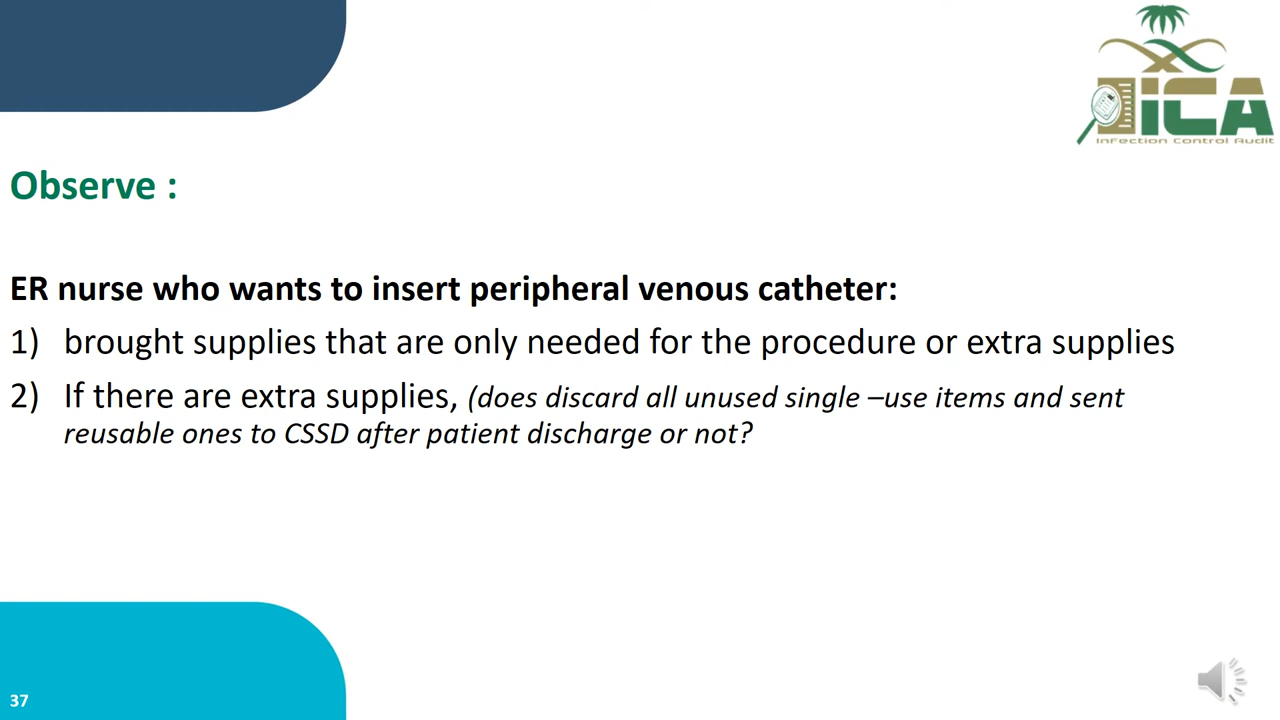 iCA
Infection Control Audit
Observe :
ER nurse who wants to insert peripheral venous catheter:
1) brought supplies that are only needed for the procedure or extra supplies
2) If there are extra supplies, (does discard all unused single –use items and sent
reusable ones to CSSD after patient discharge or not?
37